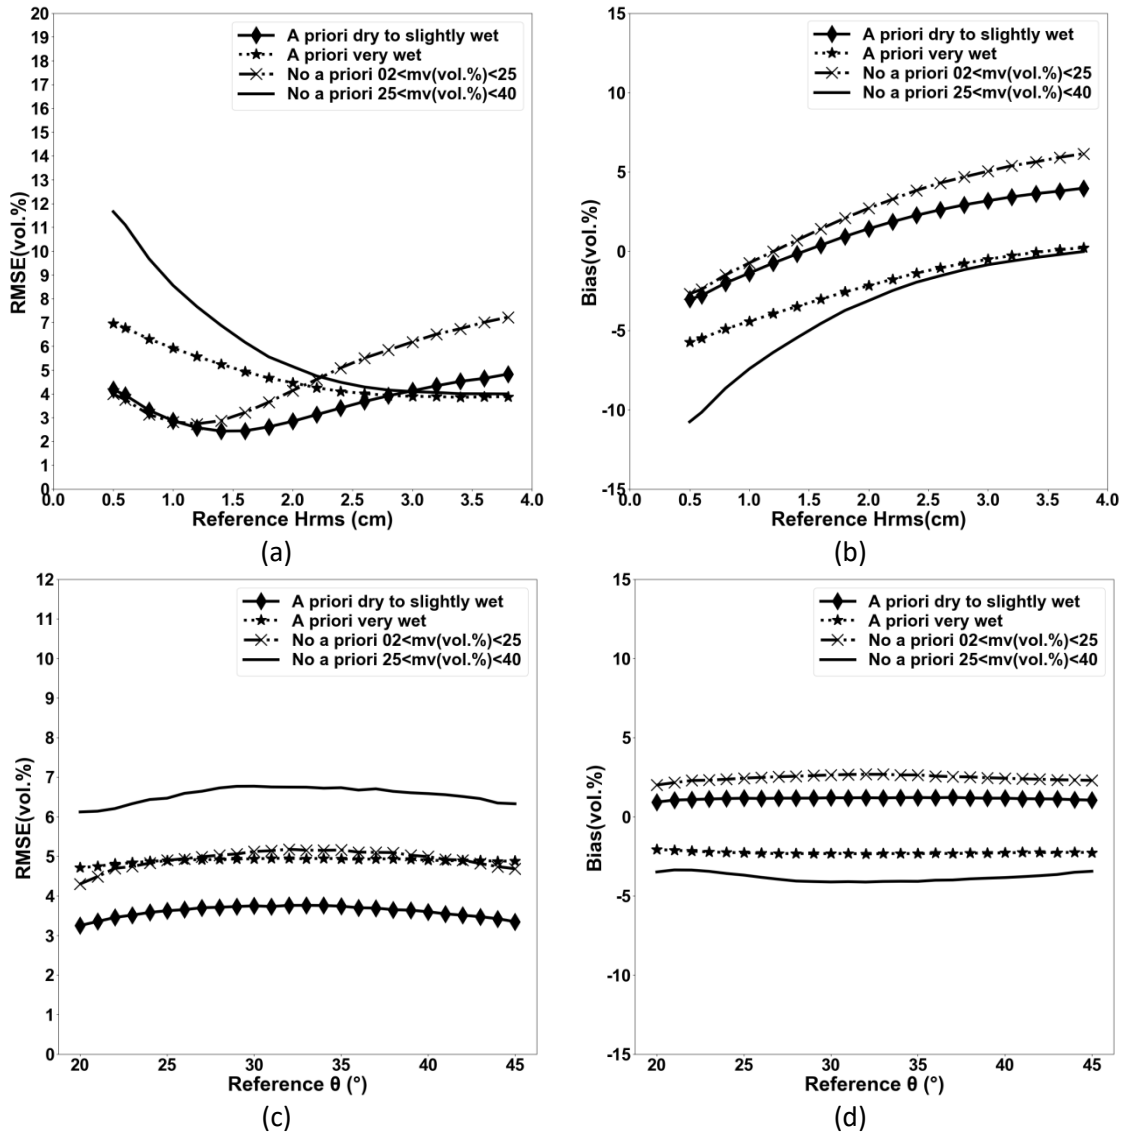 20
19
18
17
16
15
14
13
12
11
10
9
8
7
6
5
4
3
2
1
0
RMSE(vol.%)
A priori dry to slightly wet
A priori very wet
No a priori 02<mv(vol.%)<25
No a priori 25<mv(vol.%)<40
0.0 0.5 1.0 1.5 2.0 2.5 3.0 3.5 4.0
Reference Hrms (cm)
(a)
15
10
5
0
-5
-10
-15
Bias(vol.%)
A priori dry to slightly wet
A priori very wet
No a priori 02<mv(vol.%)<25
No a priori 25<mv(vol.%)<40
0.0 0.5 1.0 1.5 2.0 2.5 3.0 3.5 4.0
Reference Hrms(cm)
(b)
12
11
10
9
8
7
6
5
4
3
2
1
0
RMSE(vol.%)
A priori dry to slightly wet
A priori very wet
No a priori 02<mv(vol.%)<25
No a priori 25<mv(vol.%)<40
20 25 30 35 40 45
Reference θ (°)
(c)
15
10
5
0
-5
-10
-15
Bias(vol.%)
A priori dry to slightly wet
A priori very wet
No a priori 02<mv(vol.%)<25
No a priori 25<mv(vol.%)<40
20 25 30 35 40 45
Reference θ (°)
(d)